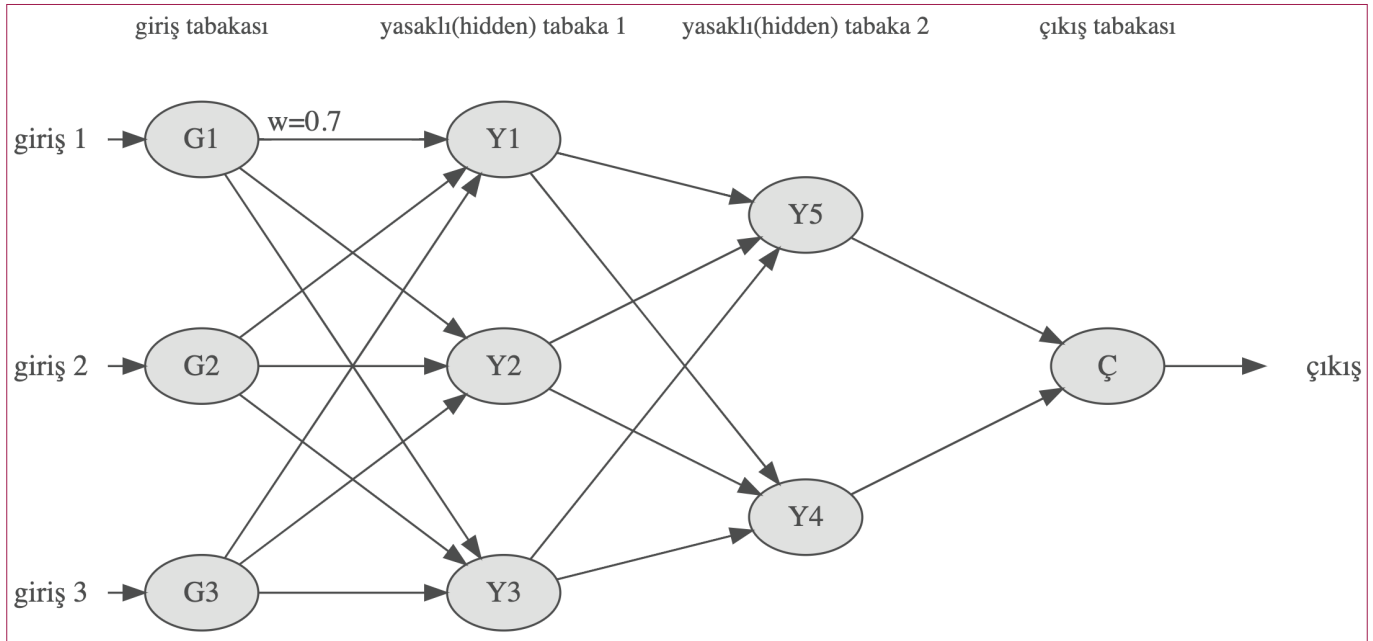 giriş tabakası yasaklı(hidden) tabaka 1 yasaklı(hidden) tabaka 2 çıkış tabakası
w=0.7
giriş 1 G1 Y1
Y5
giriş 2 G2 Y2 Ç çıkış
Y4
giriş 3 G3 Y3